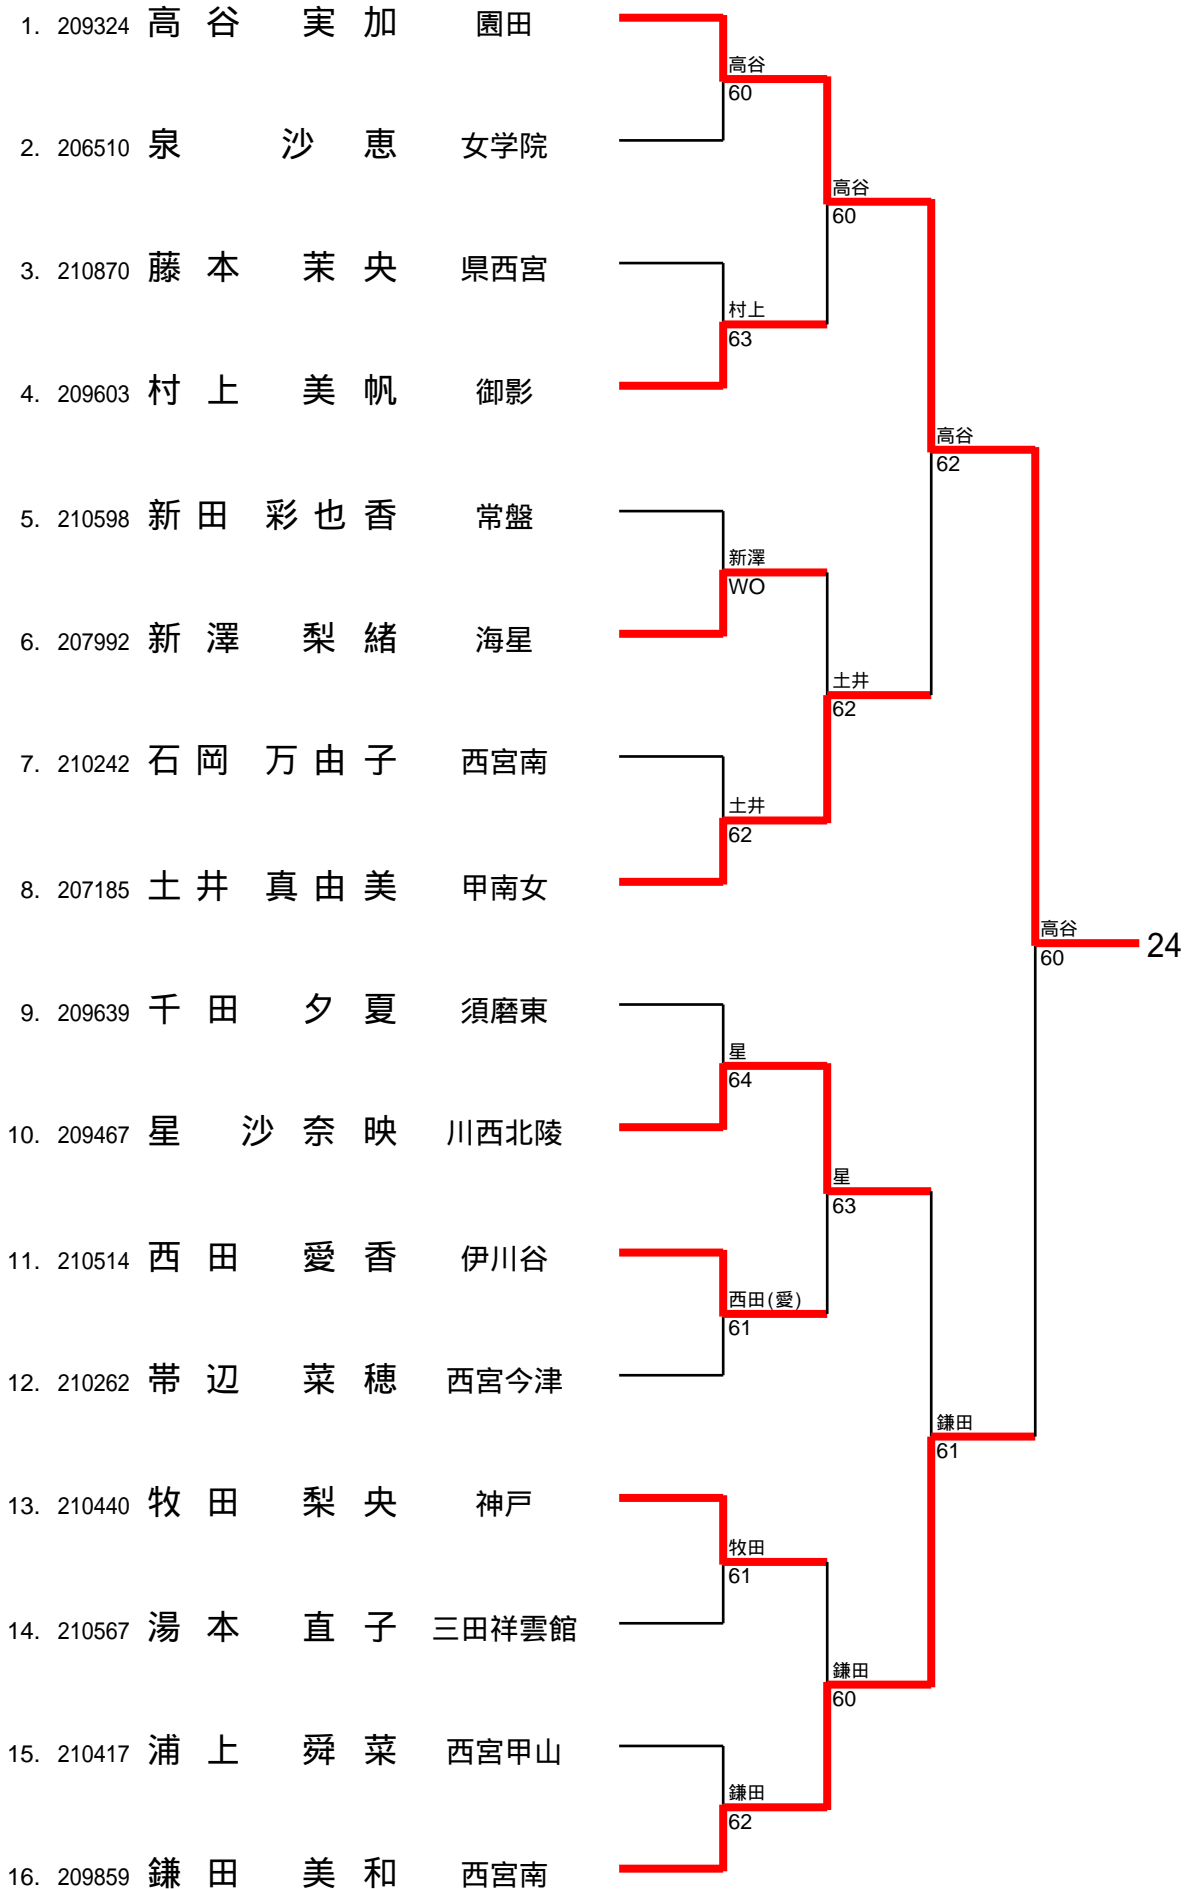 1. 209324 高谷 実加 園田
高谷
60
2. 206510 泉 沙恵 女学院
高谷
60
3. 210870 藤本 茉央 県西宮
村上
63
4. 209603 村上 美帆 御影
高谷
62
5. 210598 新田 彩也香 常盤
新澤
WO
6. 207992 新澤 梨緒 海星
土井
62
7. 210242 石岡 万由子 西宮南
土井
62
8. 207185 土井 真由美 甲南女
高谷
60
24
9. 209639 千田 夕夏 須磨東
星
64
10. 209467 星 沙奈映 川西北陵
星
63
11. 210514 西田 愛香 伊川谷
西田(愛)
61
12. 210262 帯辺 菜穂 西宮今津
鎌田
61
13. 210440 牧田 梨央 神戸
牧田
61
14. 210567 湯本 直子 三田祥雲館
鎌田
60
15. 210417 浦上 舜菜 西宮甲山
鎌田
62
16. 209859 鎌田 美和 西宮南